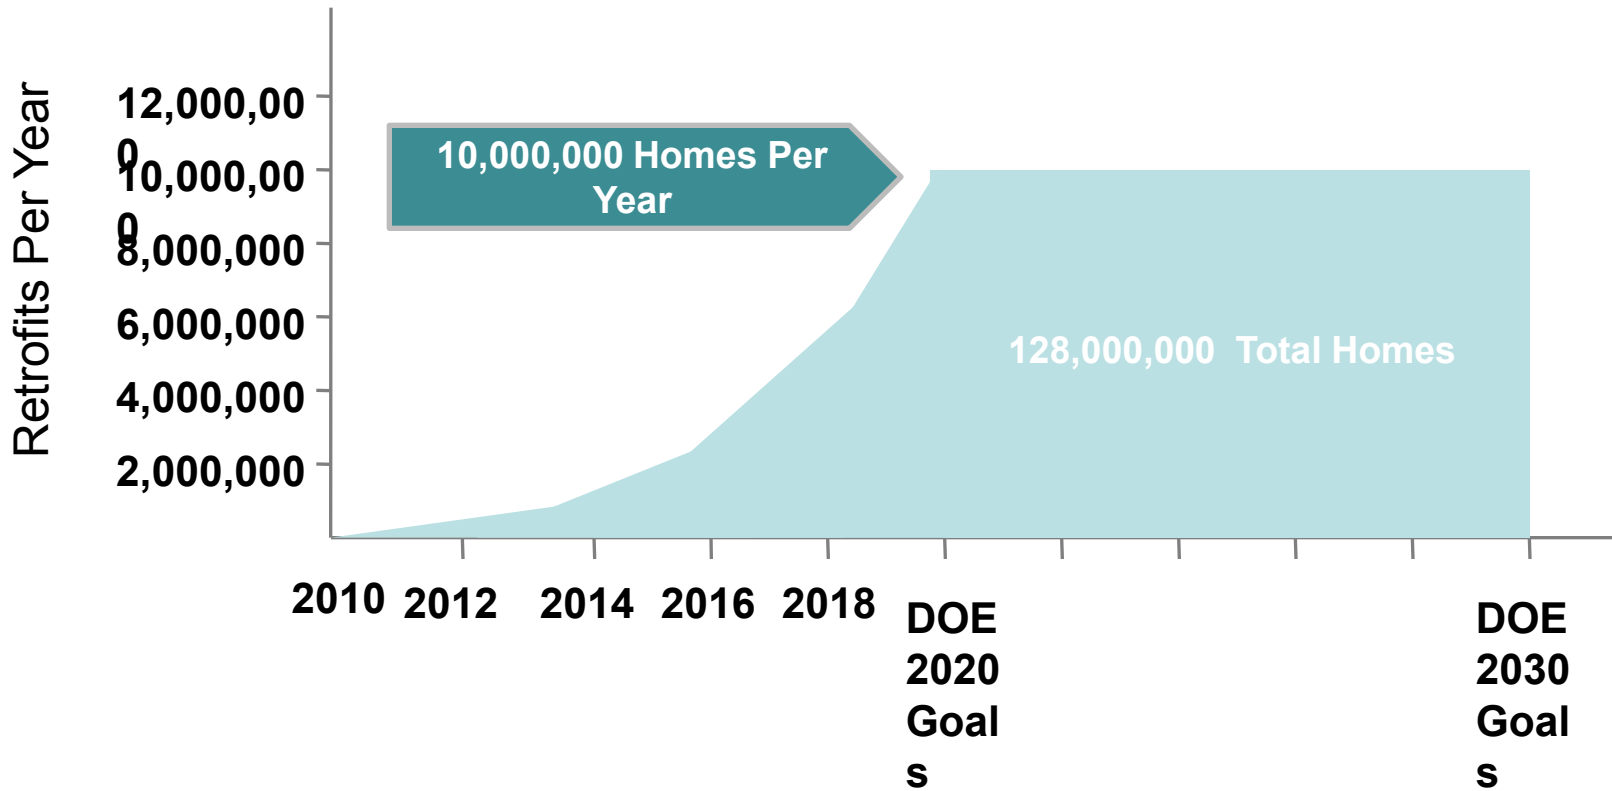 Retrofits Per Year
12,000,00
0
10,000,00
0
8,000,000
6,000,000
4,000,000
2,000,000
10,000,000 Homes Per
Year
128,000,000 Total Homes
2010
2012
2014
2016
2018
DOE
2020
Goal
s
DOE
2030
Goal
s